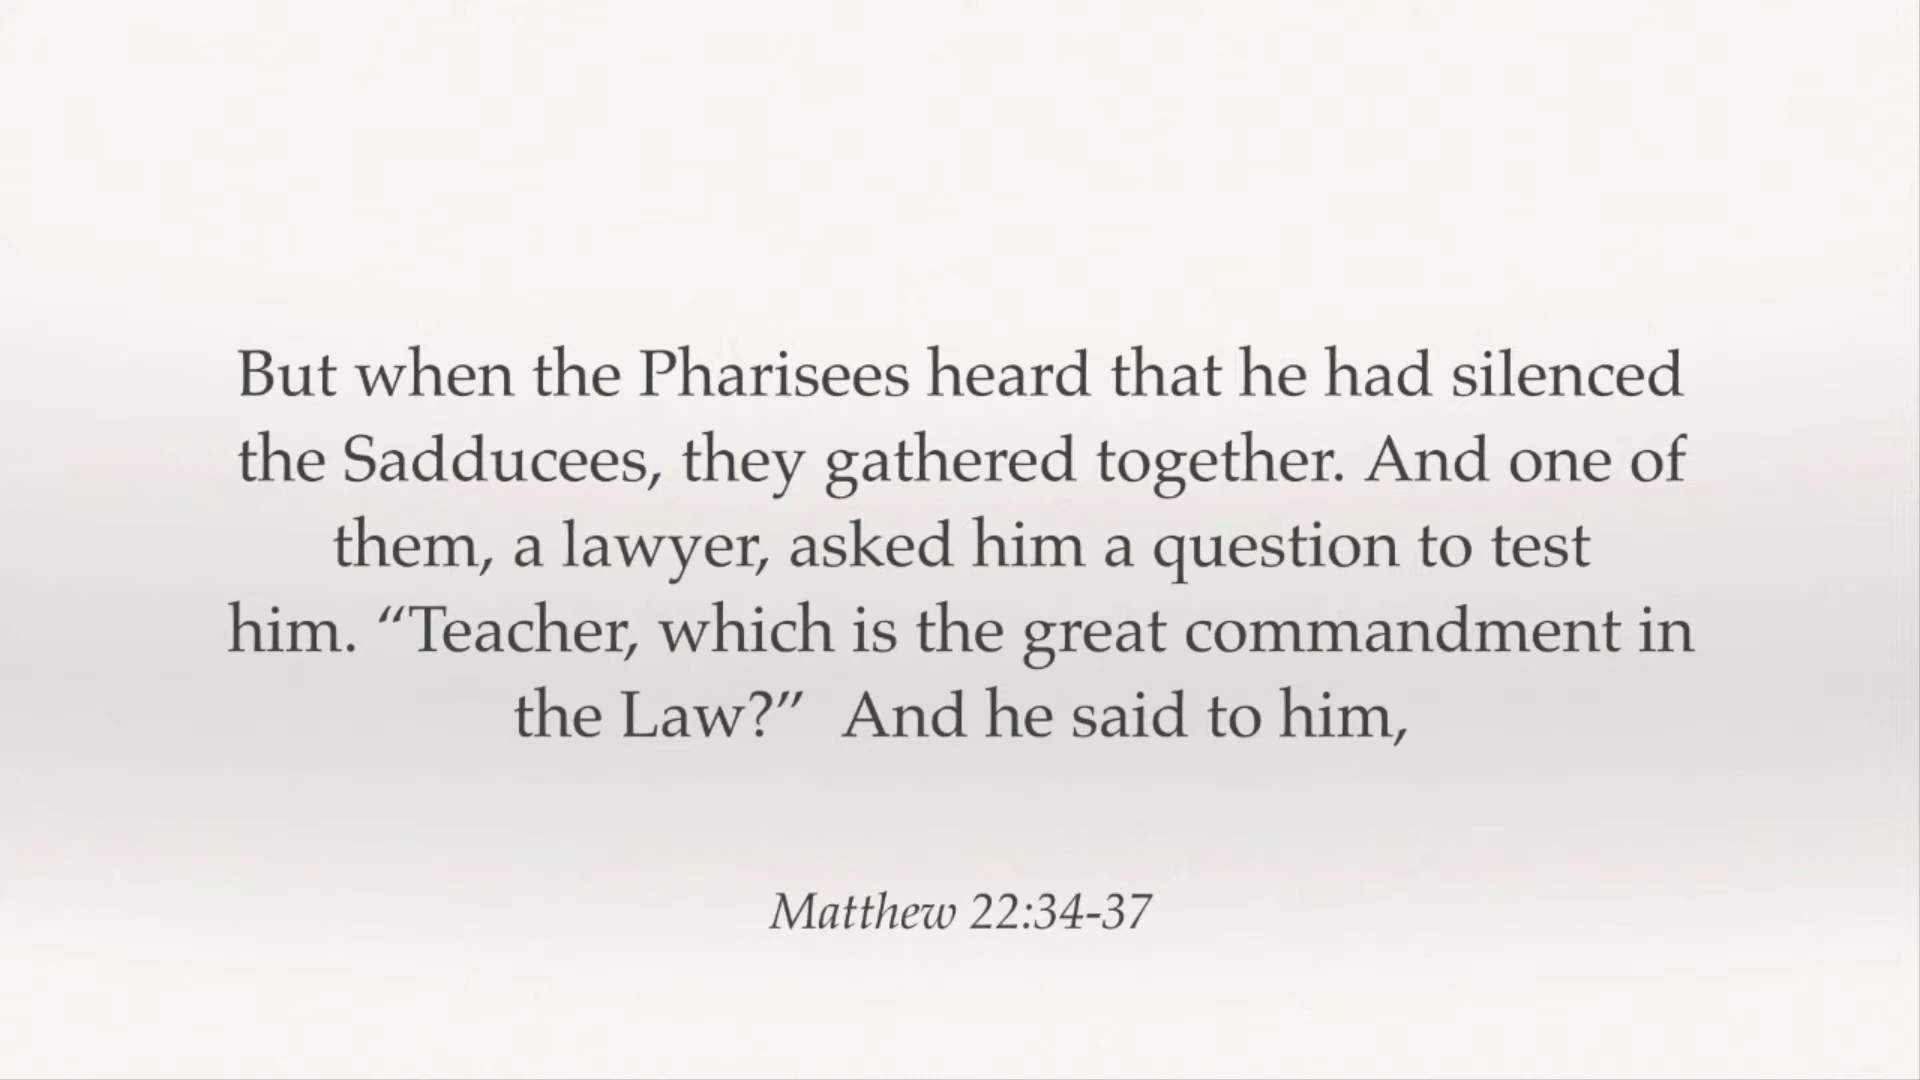 But when the Pharisees heard that he had silenced
the Sadducees, they gathered together. And one of
them, a lawyer, asked him a question to test
him. “Teacher, which is the great commandment in
the Law?”  And he said to him,
Matthew 22:34-37